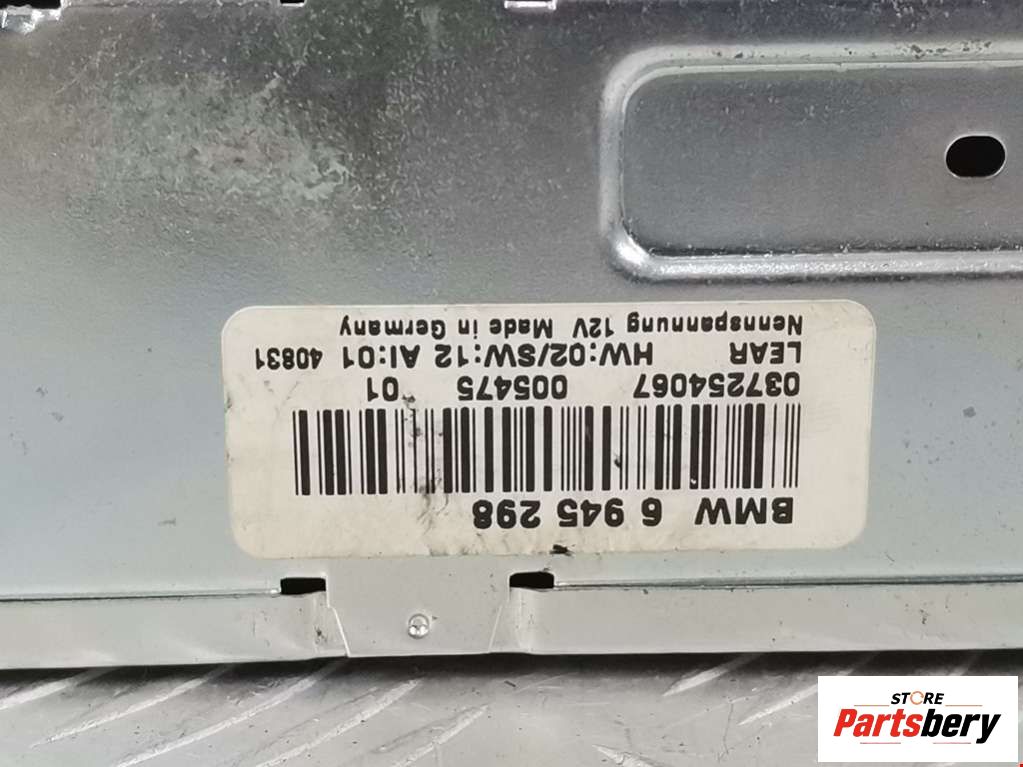 BMW 6 945 298
037254067 005475 01
LEAR HW:02/SW:12 AI:01 40831
Nennspannung 12V Made in Germany
STORE
Partsbery